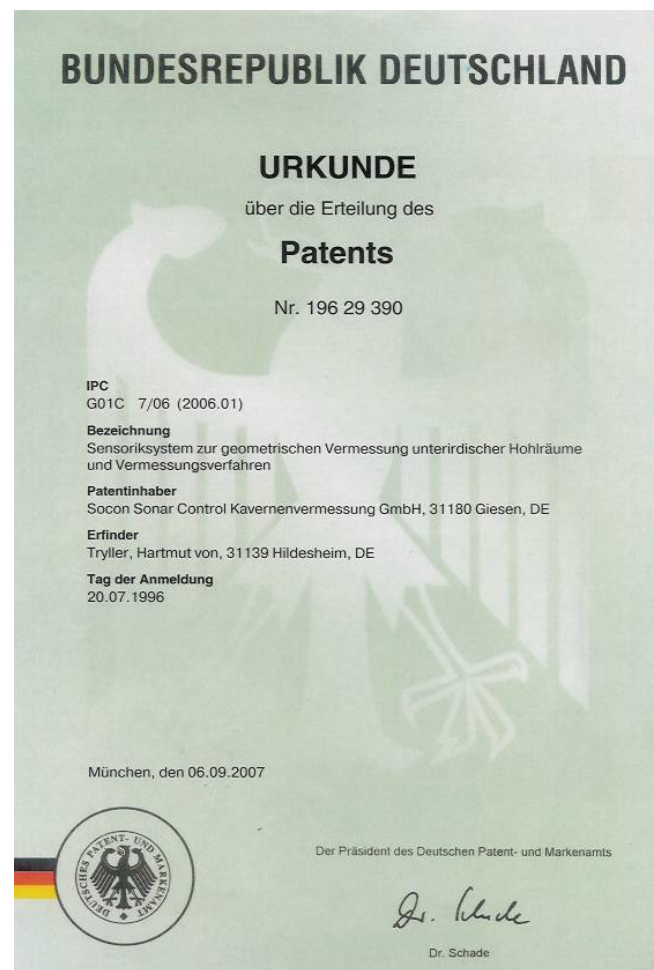 BUNDESREPUBLIK DEUTSCHLAND
URKUNDE
über die Erteilung des
Patents
Nr. 196 29 390
IPC
G01C 7/06 (2006.01)
Bezeichnung
Sensoriksystem zur geometrischen Vermessung unterirdischer Hohlräume
und Vermessungsverfahren
Patentinhaber
Socon Sonar Control Kavernenvermessung GmbH, 31180 Giesen, DE
Erfinder
Tryller, Hartmut von, 31139 Hildesheim, DE
Tag der Anmeldung
20.07.1996
München, den 06.09.2007
DEUTSCHES PATENT- UND MARKENAMT
Der Präsident des Deutschen Patent- und Markenamts
Dr. Schade
Dr. Schade